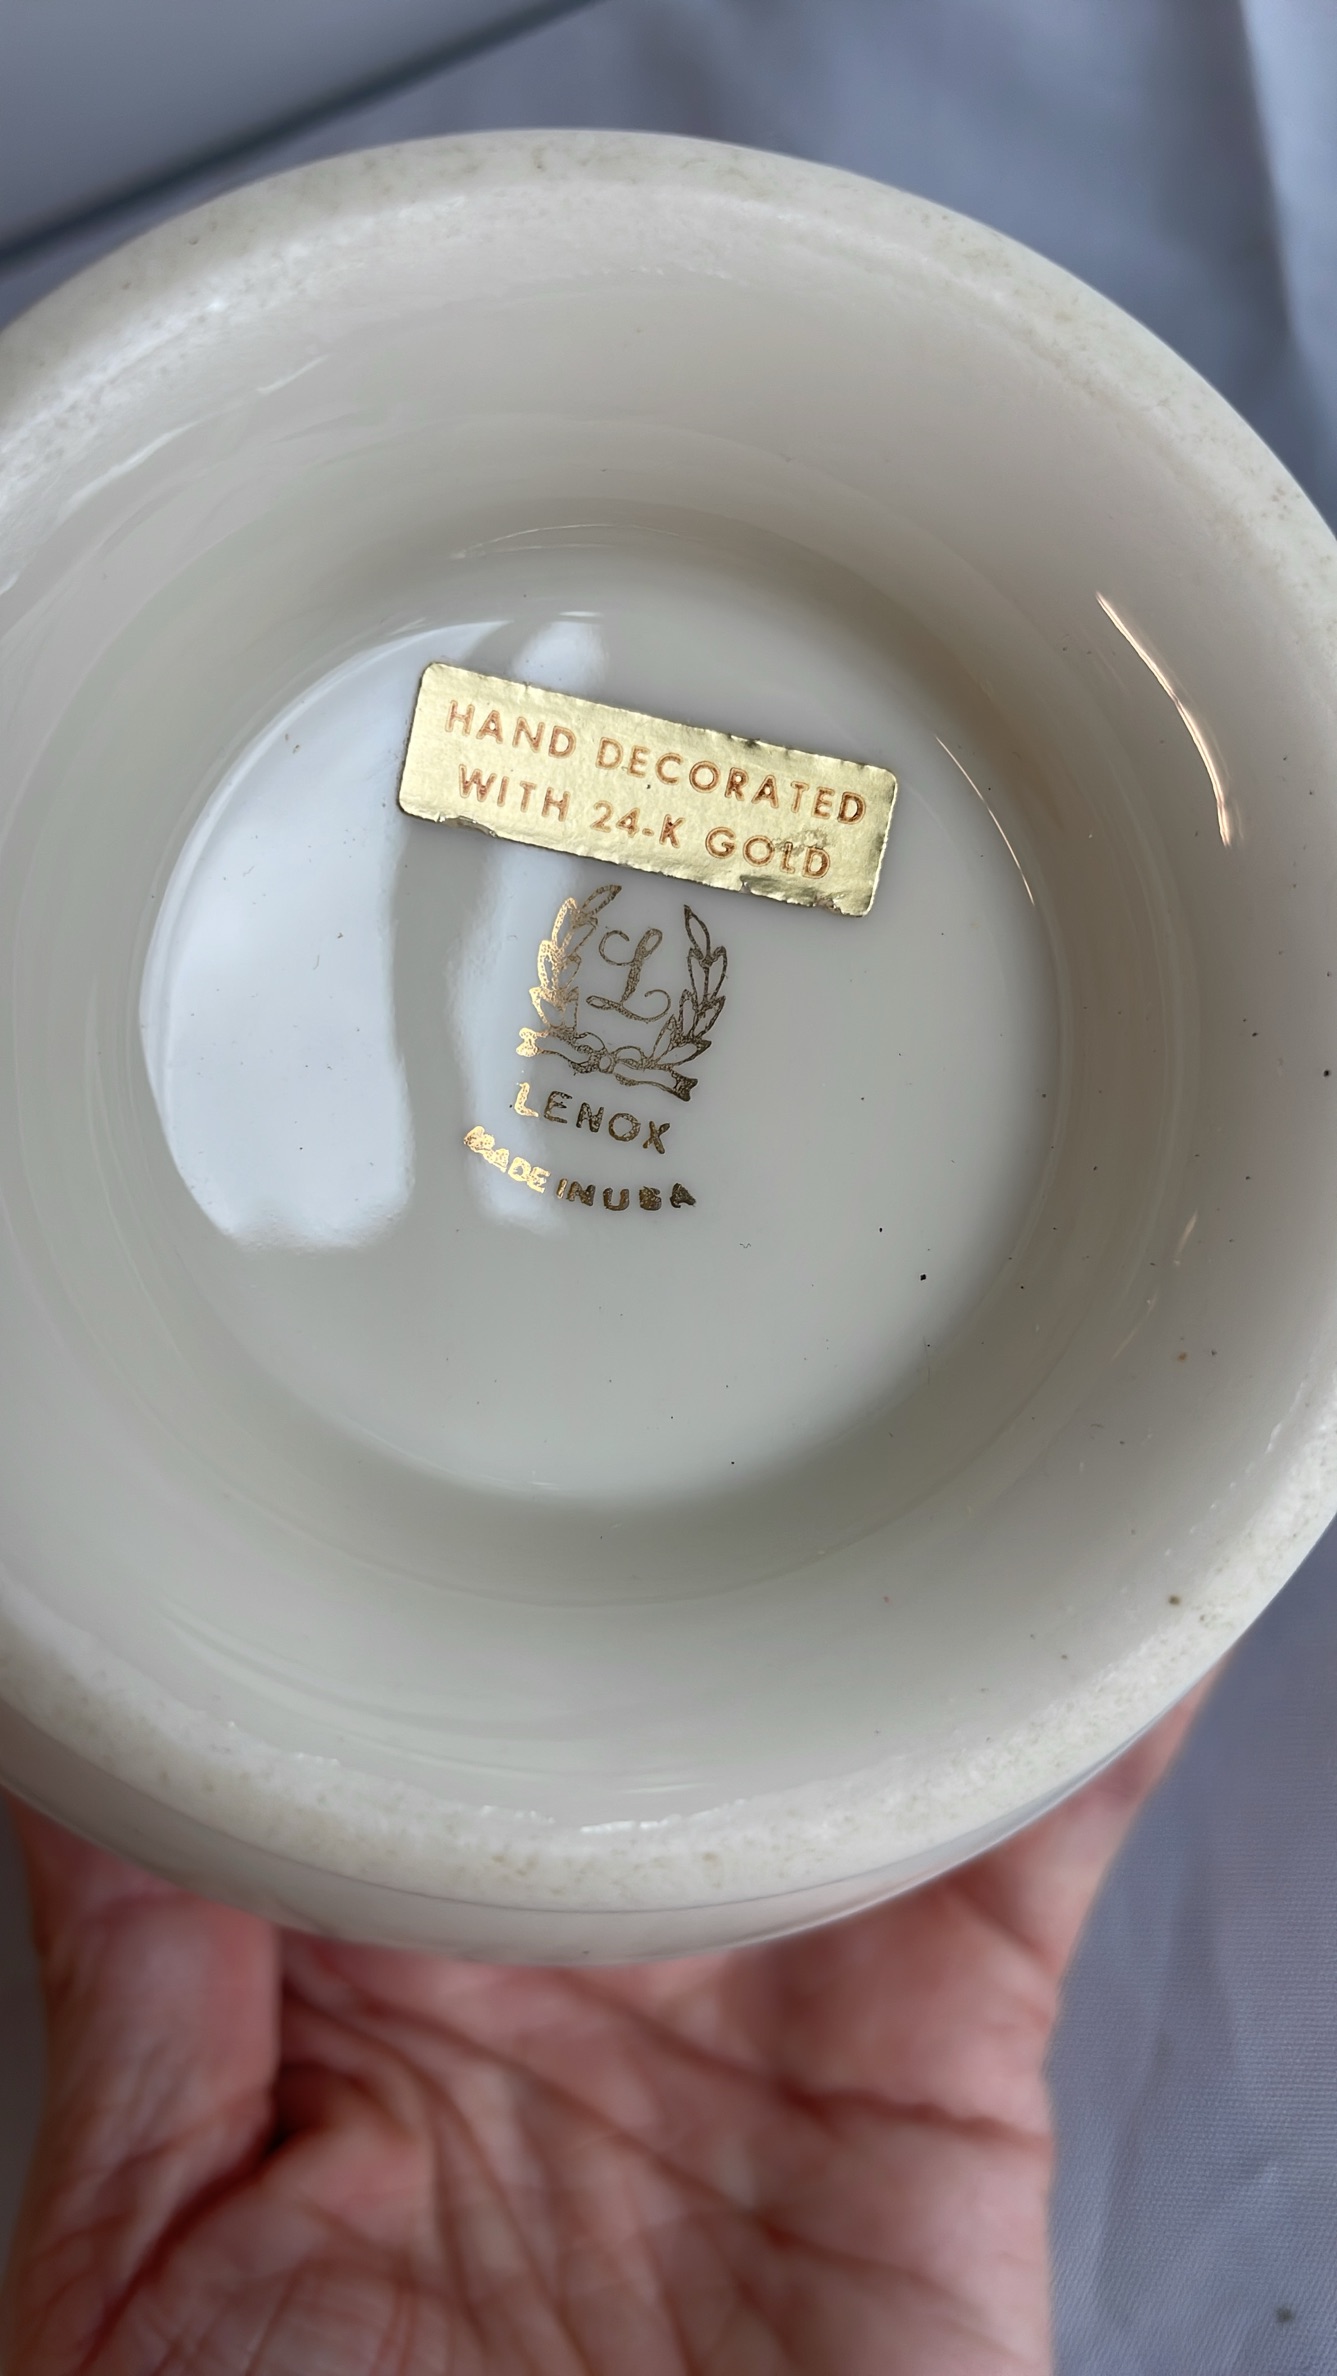 HAND DECORATED
WITH 24-K GOLD
L
LENOX
MADE IN USA